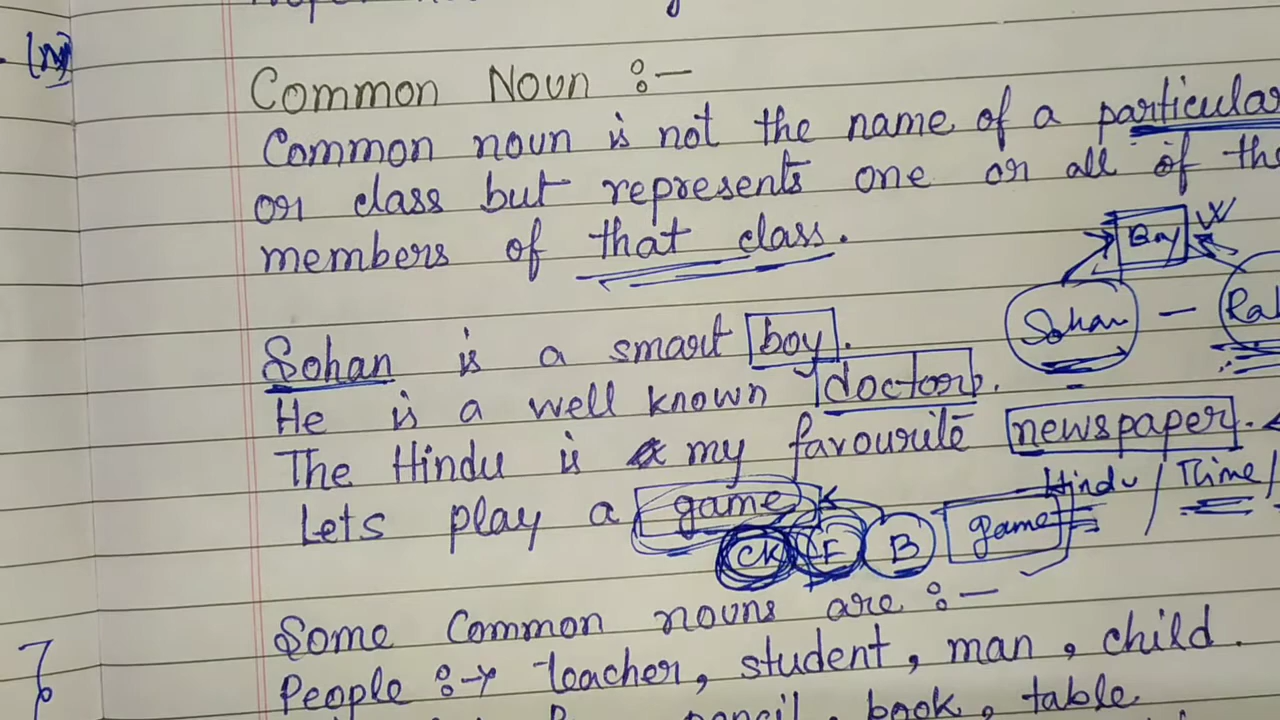 (N)
Common Noun :-
Common noun is not the name of a particular
or class but represents one or all of the
members of that class.
Boy
Sohan is a smart boy.
Sohan -
He is a well known doctor.
The Hindu is my favourite newspaper.
Hindu / Time /
Lets play a game
CK F B game
Some Common nouns are :-
People :→ teacher, student, man, child.
pencil, book, table